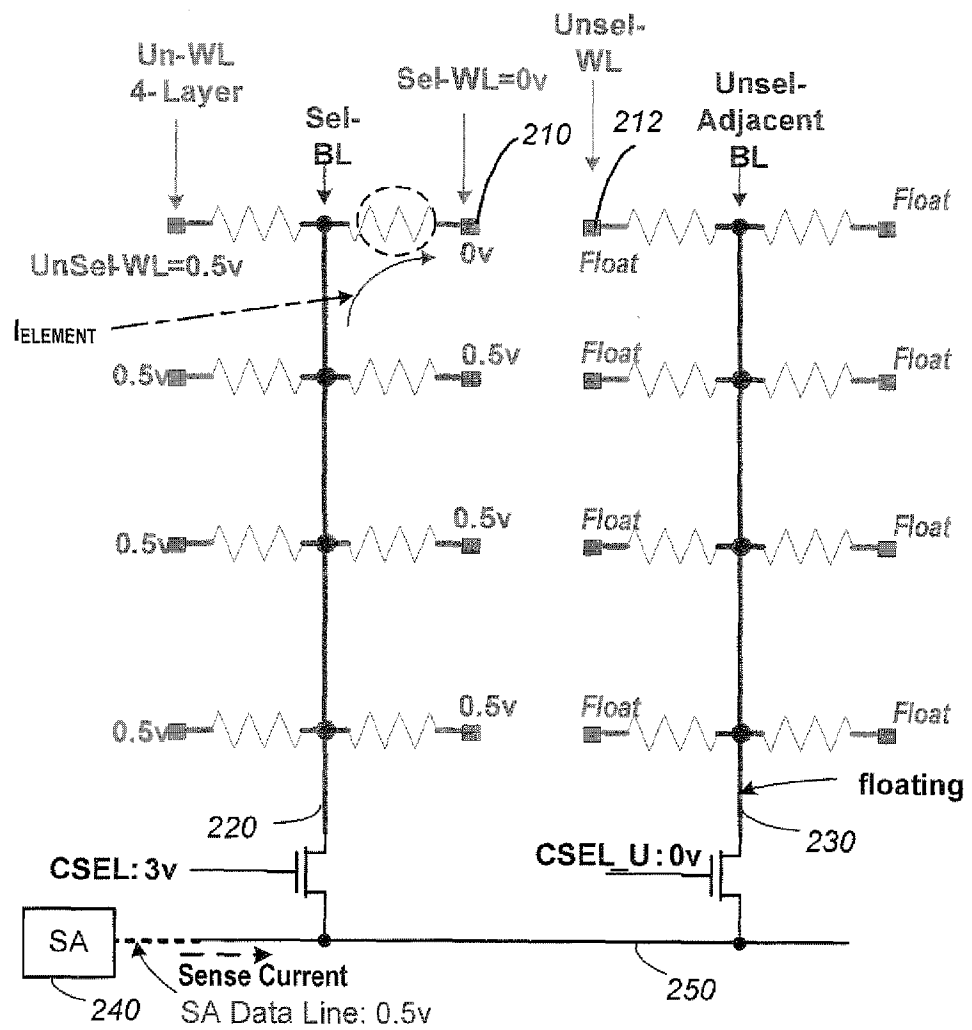 Un-WL
4-Layer
Sel-WL=0v
Unsel-
WL
Unsel-
Adjacent
BL
Sel-
BL
210
212
Float
UnSel-WL=0.5v
0v
Float
IELEMENT
0.5v
0.5v
Float
Float
0.5v
0.5v
Float
Float
0.5v
0.5v
Float
Float
floating
220
230
CSEL: 3v
CSEL_U: 0v
SA
Sense Current
240
SA Data Line: 0.5v
250